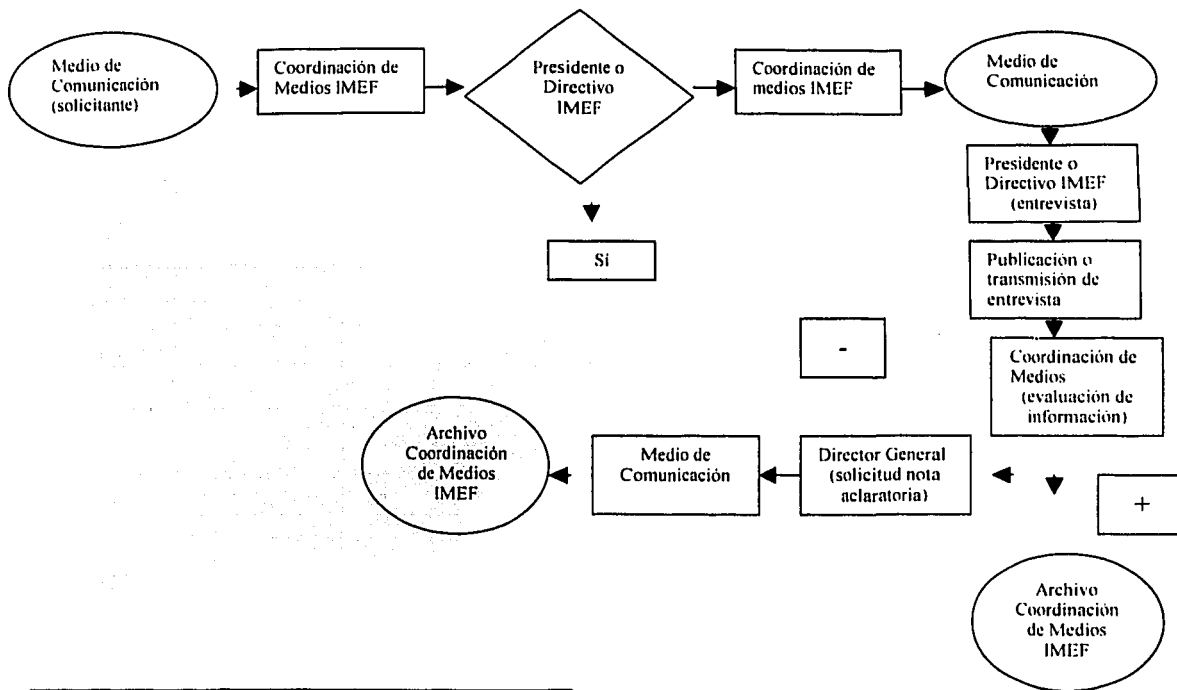 Medio de
Comunicación
(solicitante)
Coordinación de
Medios IMEF
Presidente o
Directivo
IMEF
Coordinación de
medios IMEF
Medio de
Comunicación
Presidente o
Directivo IMEF
(entrevista)
Sí
Publicación o
transmisión de
entrevista
-
Coordinación de
Medios
(evaluación de
información)
Archivo
Coordinación
de Medios
IMEF
Medio de
Comunicación
Director General
(solicitud nota
aclaratoria)
+
Archivo
Coordinación
de Medios
IMEF